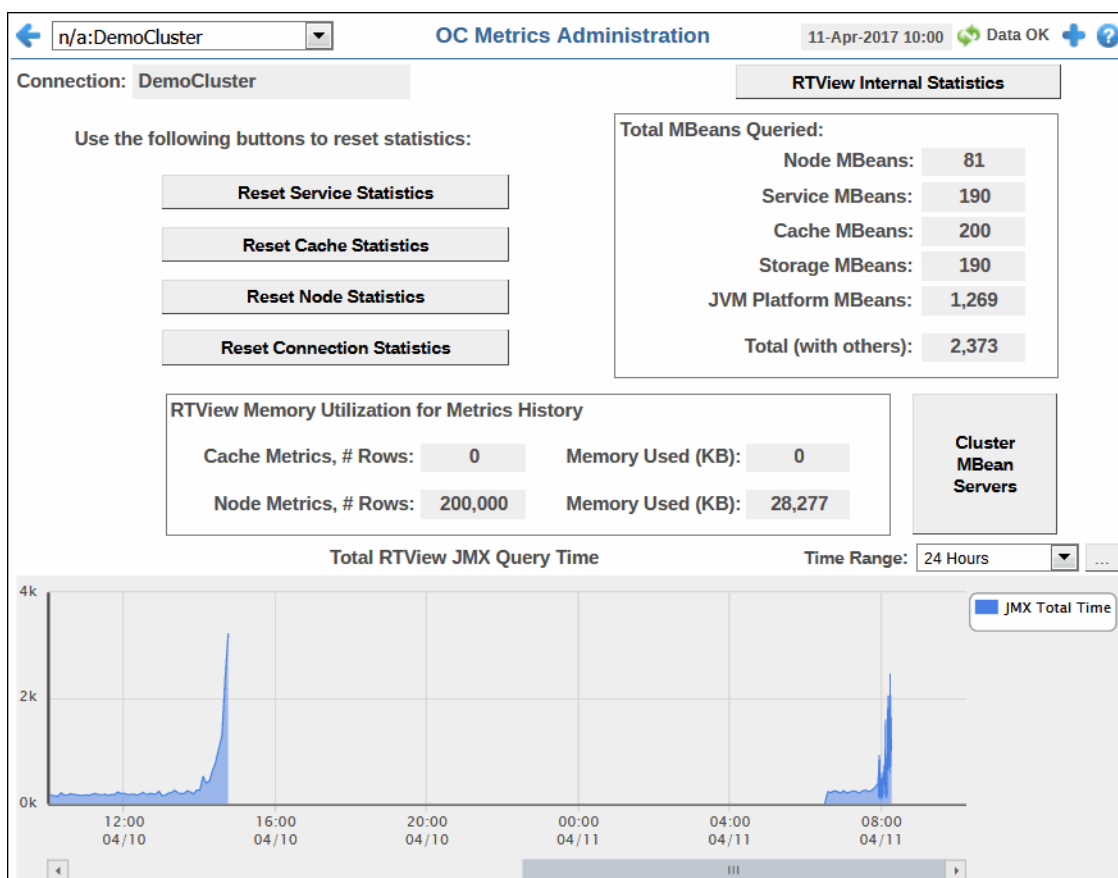 n/a:DemoCluster
OC Metrics Administration
11-Apr-2017 10:00
Data OK
?
Connection: DemoCluster
RTView Internal Statistics
Use the following buttons to reset statistics:
Reset Service Statistics
Reset Cache Statistics
Reset Node Statistics
Reset Connection Statistics
Total MBeans Queried:
Node MBeans: 81
Service MBeans: 190
Cache MBeans: 200
Storage MBeans: 190
JVM Platform MBeans: 1,269
Total (with others): 2,373
RTView Memory Utilization for Metrics History
Cache Metrics, # Rows: 0 Memory Used (KB): 0
Node Metrics, # Rows: 200,000 Memory Used (KB): 28,277
Cluster
MBean
Servers
Total RTView JMX Query Time
Time Range: 24 Hours
...
4k
2k
0k
JMX Total Time
12:00 16:00 20:00 00:00 04:00 08:00
04/10 04/10 04/10 04/11 04/11 04/11